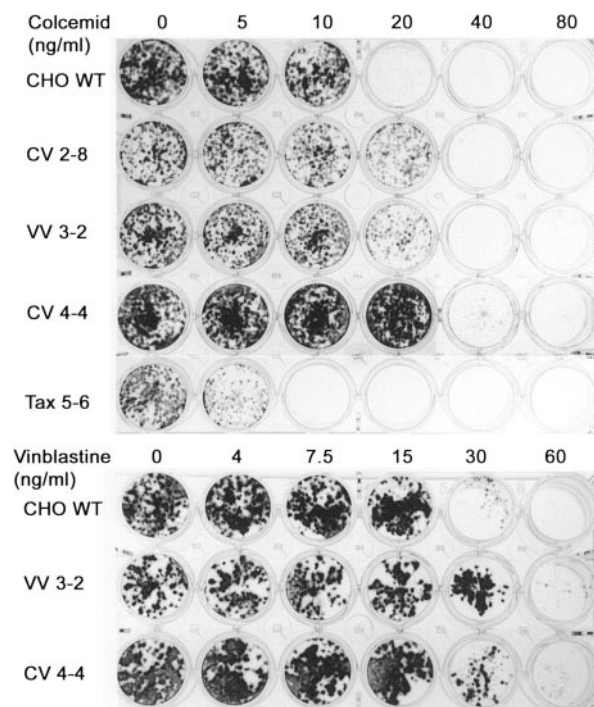 Colcemid 0 5 10 20 40 80
(ng/ml)
CHO WT
CV 2-8
VV 3-2
CV 4-4
Tax 5-6
Vinblastine 0 4 7.5 15 30 60
(ng/ml)
CHO WT
VV 3-2
CV 4-4